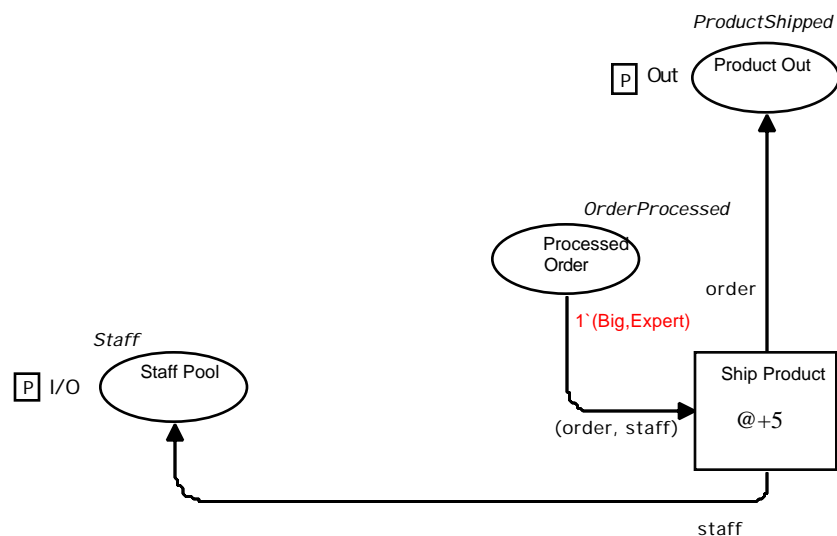 ProductShipped
Product Out
P Out
OrderProcessed
Processed
Order
order
1`(Big,Expert)
Staff
Staff Pool
P I/O
Ship Product
@+5
(order, staff)
staff